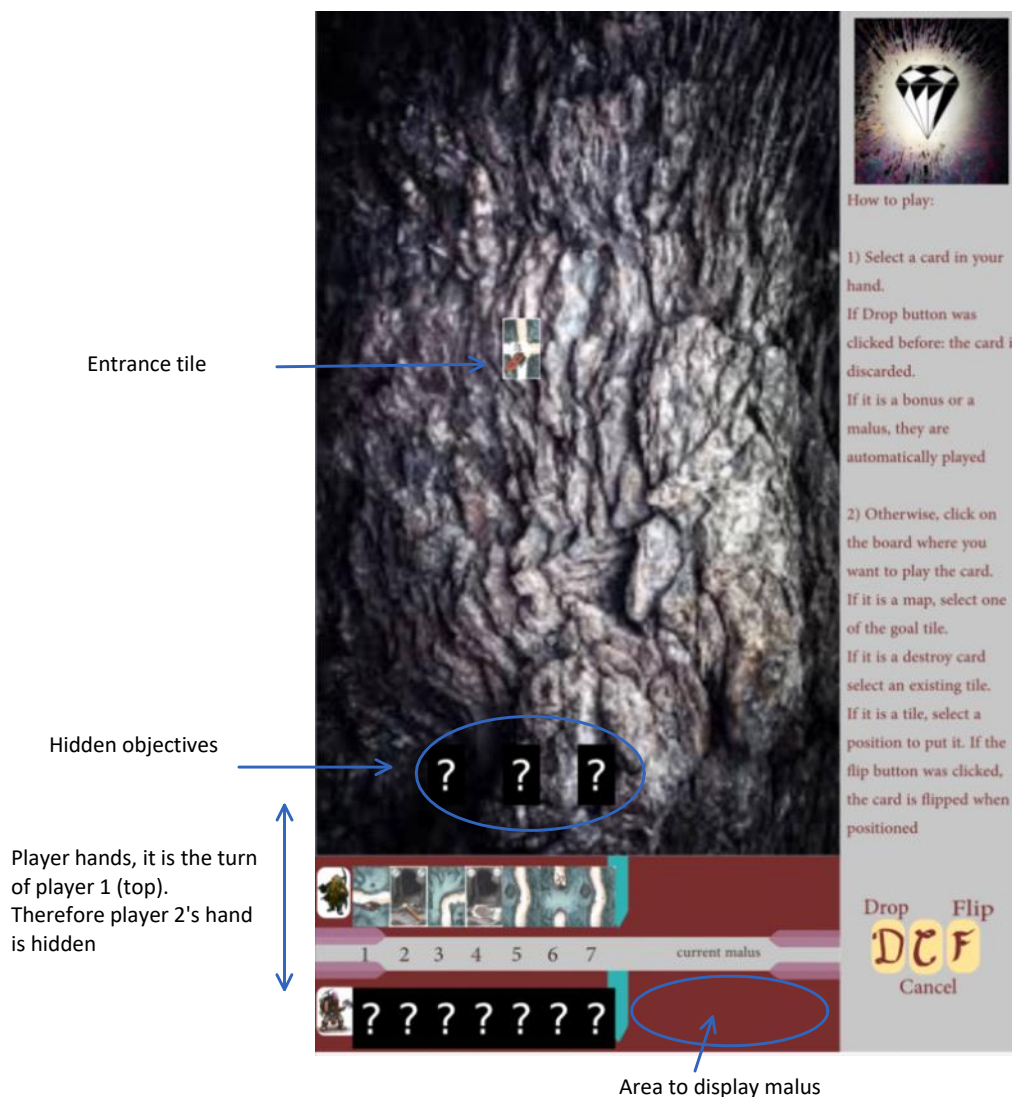 How to play:
1) Select a card in your
hand.
If Drop button was
clicked before: the card i
discarded.
If it is a bonus or a
malus, they are
automatically played
2) Otherwise, click on
the board where you
want to play the card.
If it is a map, select one
of the goal tile.
If it is a destroy card
select an existing tile.
If it is a tile, select a
position to put it. If the
flip button was clicked,
the card is flipped when
positioned
Entrance tile
Hidden objectives
? ? ?
Player hands, it is the turn
of player 1 (top).
Therefore player 2's hand
is hidden
1 2 3 4 5 6 7 current malus
? ? ? ? ? ? ?
Drop Flip
D C F
Cancel
Area to display malus